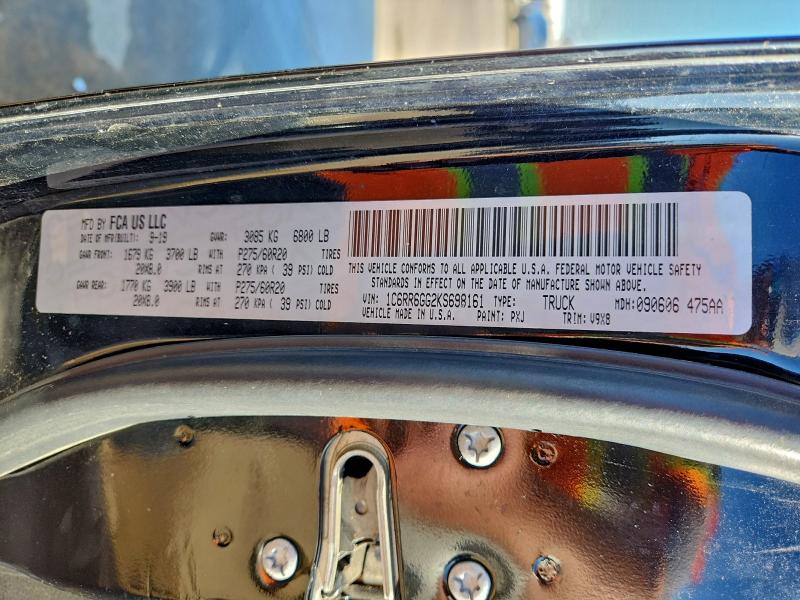 MFD BY FCA US LLC
DATE OF MFR(BUILT): 9-19 GVWR: 3085 KG 6800 LB
GAWR FRONT: 1679 KG 3700 LB WITH P275/60R20 TIRES
20X8.0 RIMS AT 270 KPA ( 39 PSI) COLD
GAWR REAR: 1770 KG 3900 LB WITH P275/60R20 TIRES
20X8.0 RIMS AT 270 KPA ( 39 PSI) COLD
THIS VEHICLE CONFORMS TO ALL APPLICABLE U.S.A. FEDERAL MOTOR VEHICLE SAFETY
STANDARDS IN EFFECT ON THE DATE OF MANUFACTURE SHOWN ABOVE.
VIN: 1C6RR6GG2KS698161 TYPE: TRUCK MDH:090606 475AA
VEHICLE MADE IN U.S.A. PAINT: PXJ TRIM: V9X8